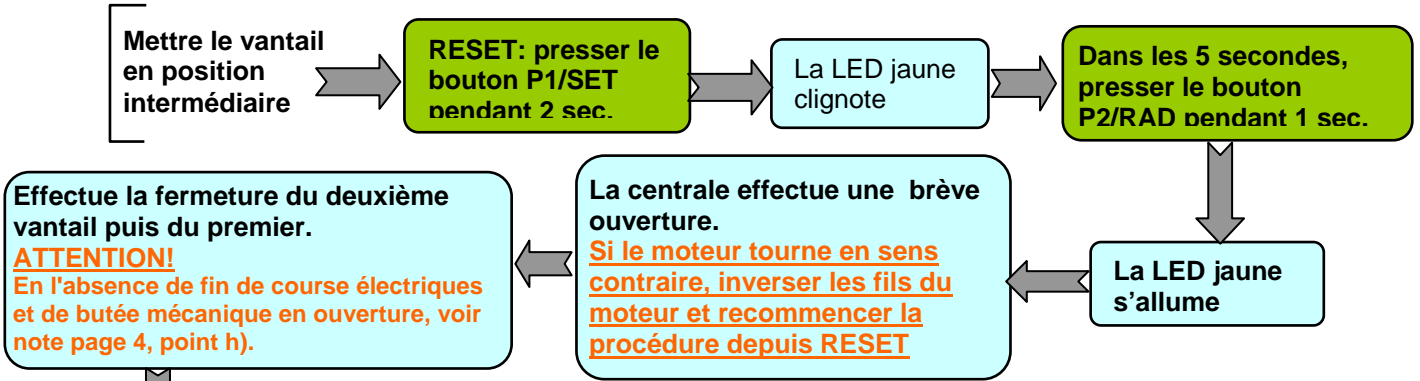 Mettre le vantail
en position
intermédiaire
RESET: presser le
bouton P1/SET
pendant 2 sec.
La LED jaune
clignote
Dans les 5 secondes,
presser le bouton
P2/RAD pendant 1 sec.
La LED jaune
s’allume
La centrale effectue une brève
ouverture.
Si le moteur tourne en sens
contraire, inverser les fils du
moteur et recommencer la
procédure depuis RESET
Effectue la fermeture du deuxième
vantail puis du premier.
ATTENTION!
En l'absence de fin de course électriques
et de butée mécanique en ouverture, voir
note page 4, point h).